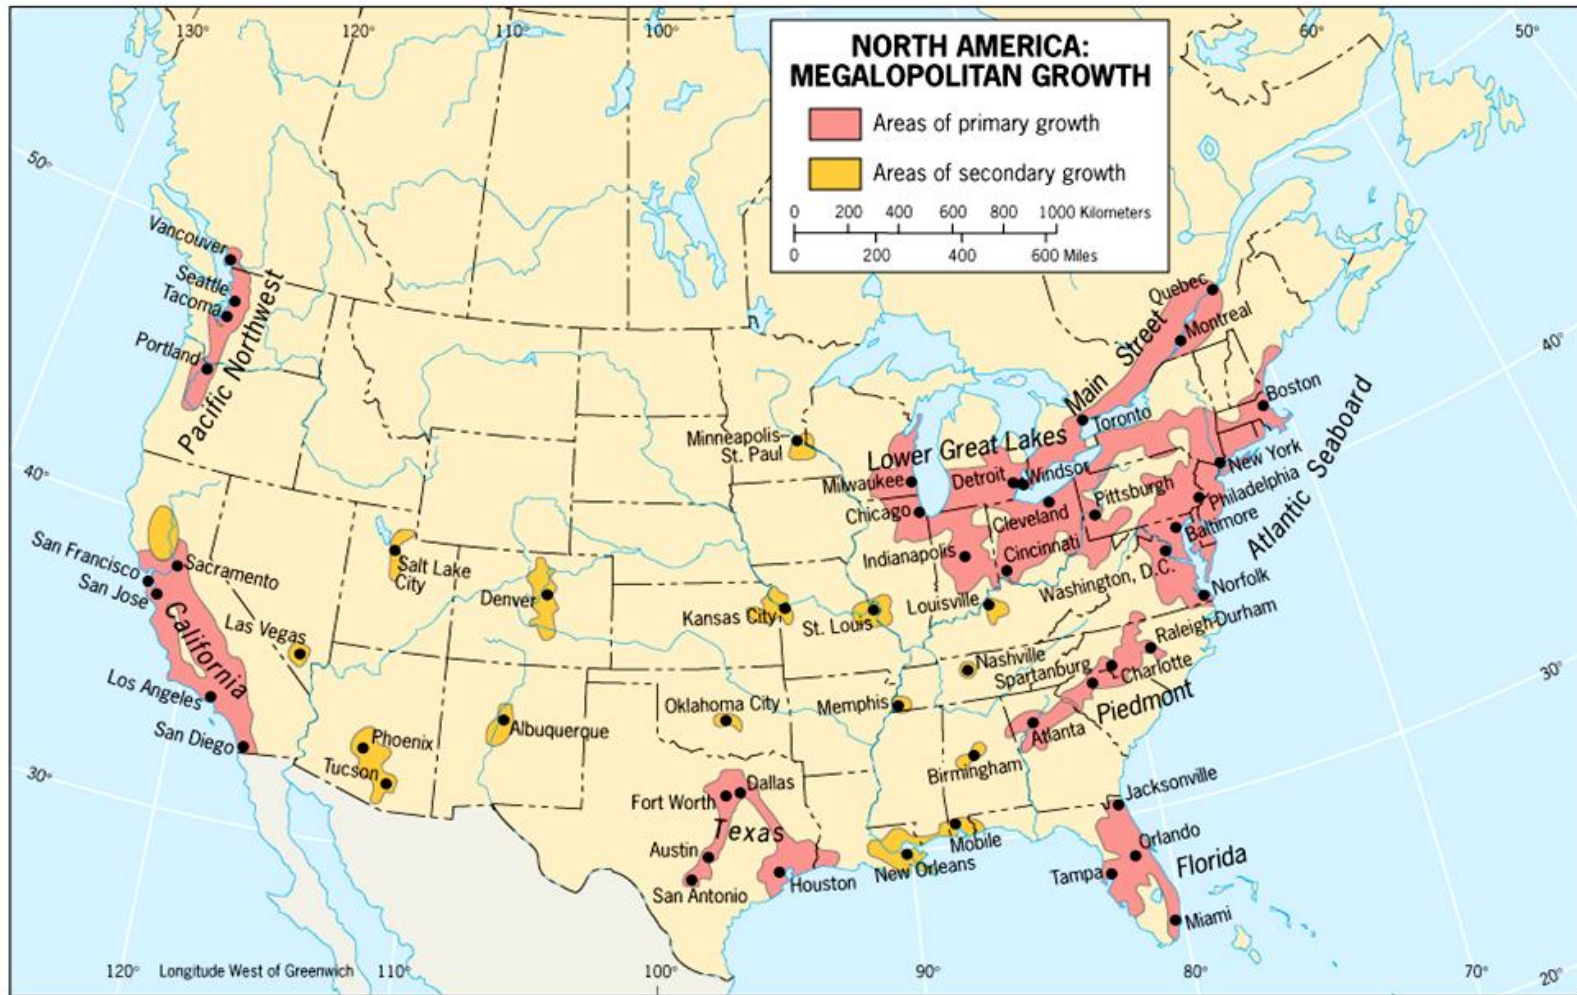 130°
120°
110°
100°
60°
50°
NORTH AMERICA:
MEGALOPOLITAN GROWTH
Areas of primary growth
Areas of secondary growth
0 200 400 600 800 1000 Kilometers
0 200 400 600 Miles
50°
40°
30°
40°
30°
20°
Vancouver
Seattle
Tacoma
Portland
Pacific Northwest
San Francisco
San Jose
Sacramento
California
Los Angeles
San Diego
Las Vegas
Salt Lake
City
Denver
Phoenix
Tucson
Albuquerque
Minneapolis–
St. Paul
Kansas City
St. Louis
Oklahoma City
Fort Worth
Dallas
Texas
Austin
San Antonio
Houston
Lower Great Lakes
Milwaukee
Chicago
Detroit
Windsor
Cleveland
Pittsburgh
Indianapolis
Cincinnati
Louisville
Main Street
Quebec
Montreal
Toronto
Boston
New York
Philadelphia
Baltimore
Washington, D.C.
Norfolk
Atlantic Seaboard
Raleigh-Durham
Charlotte
Spartanburg
Piedmont
Atlanta
Nashville
Memphis
Birmingham
Mobile
New Orleans
Jacksonville
Orlando
Tampa
Florida
Miami
120°
Longitude West of Greenwich
110°
100°
90°
80°
70°